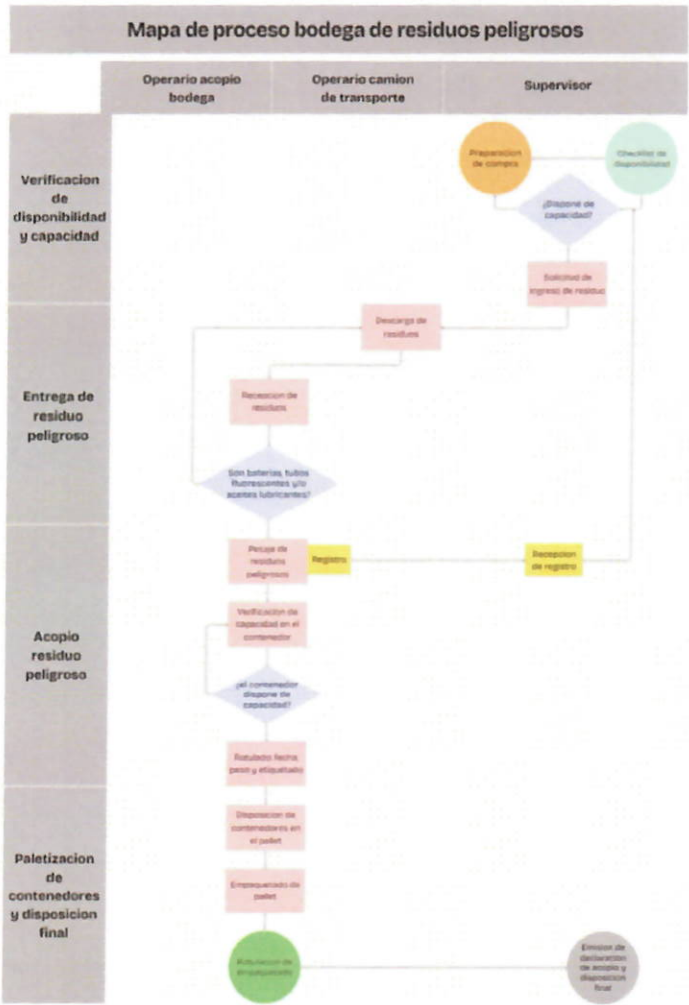 Mapa de proceso bodega de residuos peligrosos
Operario acopio
bodega
Operario camion
de transporte
Supervisor
Verificacion
de
disponibilidad
y capacidad
Preparacion
de compra
Checklist de
disponibilidad
¿Dispone de
capacidad?
Solicitud de
ingreso de residuo
Entrega de
residuo
peligroso
Descarga de
residuos
Recepcion de
residuos
Son baterias, tubos
fluorescentes y/o
aceites lubricantes?
Acopio
residuo
peligroso
Pesaje de
residuos
peligrosos
Registro
Recepcion
de registro
Verificacion de
capacidad en el
contenedor
¿el contenedor
dispone de
capacidad?
Rotulado fecha,
peso y etiquetado
Paletizacion
de
contenedores
y disposicion
final
Disposicion de
contenedores en
el pallet
Empaquetado de
pallet
Emision de
declaracion
de acopio y
disposicion
final